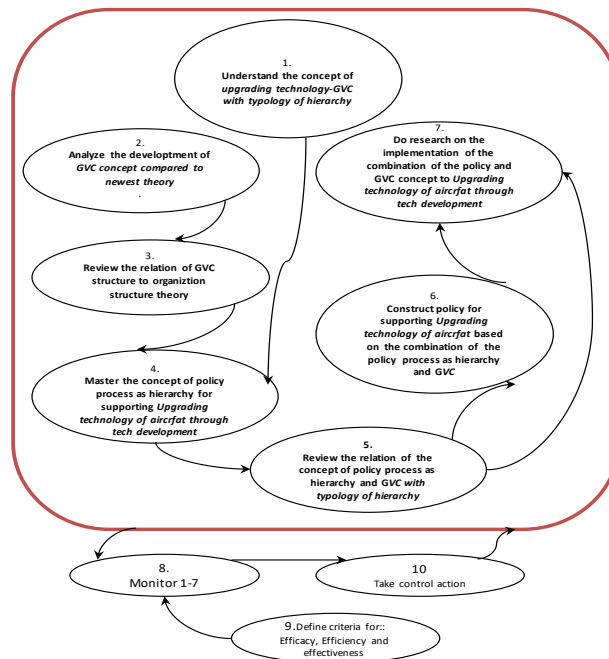 1.
Understand the concept of
upgrading technology-GVC
with typology of hierarchy
2.
Analyze the developtment of
GVC concept compared to
newest theory
.
3.
Review the relation of GVC
structure to organiztion
structure theory
4.
Master the concept of policy
process as hierarchy for
supporting Upgrading
technology of aircrfat through
tech development
5.
Review the relation of the
concept of policy process as
hierarchy and GVC with
typology of hierarchy
6.
Construct policy for
supporting Upgrading
technology of aircrfat based
on the combination of the
policy process as hierarchy
and GVC
7.
Do research on the
implementation of the
combination of the policy and
GVC concept to Upgrading
technology of aircrfat through
tech development
8.
Monitor 1-7
10
Take control action
9.Define criteria for::
Efficacy, Efficiency and
effectiveness